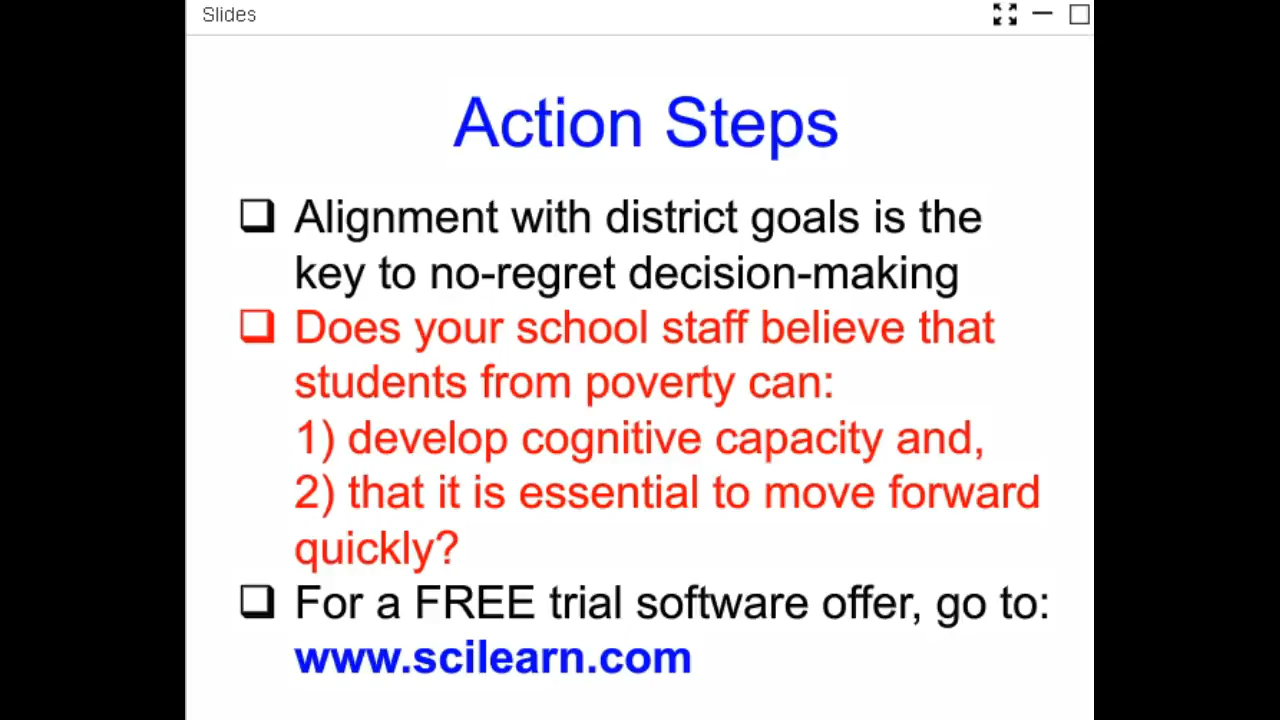 Slides
Action Steps
Alignment with district goals is the
key to no-regret decision-making
Does your school staff believe that
students from poverty can:
1) develop cognitive capacity and,
2) that it is essential to move forward
quickly?
For a FREE trial software offer, go to:
www.scilearn.com